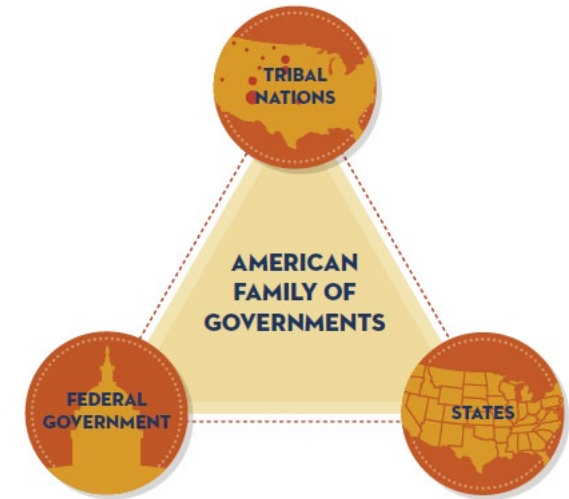 TRIBAL
NATIONS
AMERICAN
FAMILY OF
GOVERNMENTS
FEDERAL
GOVERNMENT
STATES